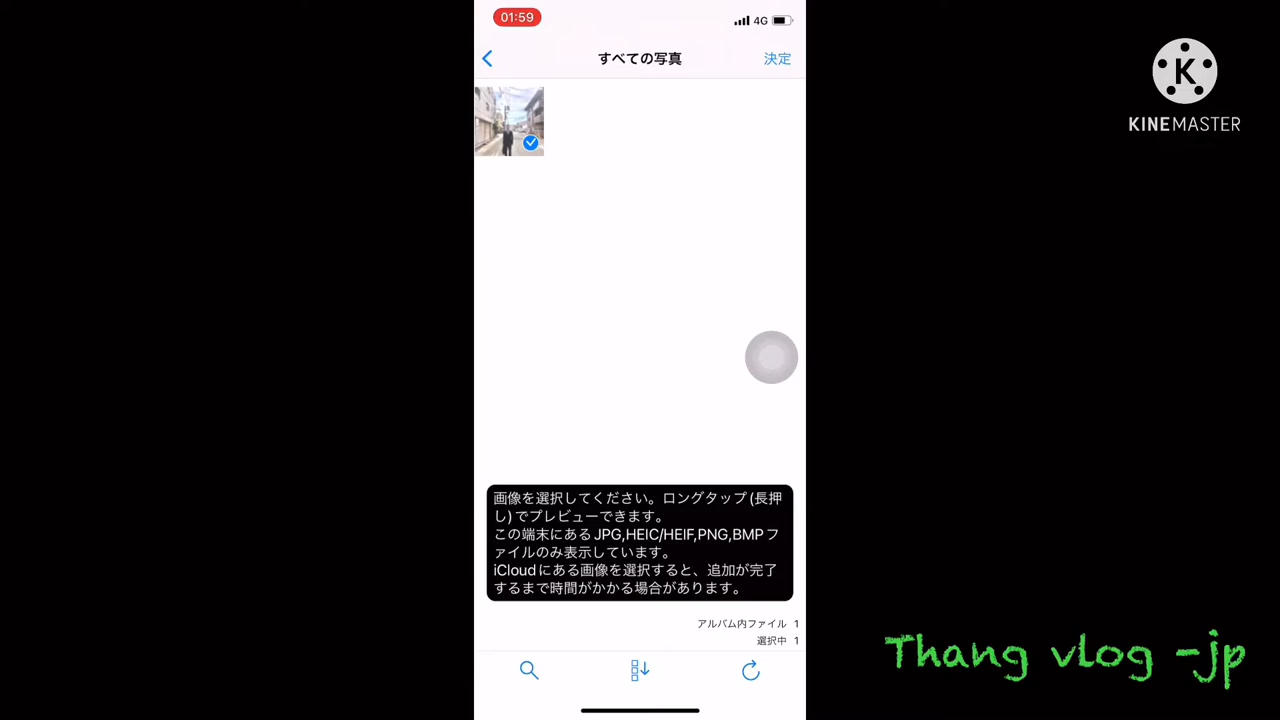 01:59
4G
すべての写真
決定
K
KINEMASTER
画像を選択してください。ロングタップ(長押
し)でプレビューできます。
この端末にあるJPG,HEIC/HEIF,PNG,BMPフ
ァイルのみ表示しています。
iCloudにある画像を選択すると、追加が完了
するまで時間がかかる場合があります。
アルバム内ファイル 1
選択中 1
Thang vlog -jp